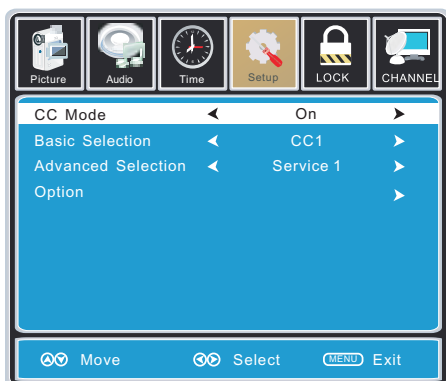 Picture Audio Time Setup LOCK CHANNEL
CC Mode On
Basic Selection CC1
Advanced Selection Service 1
Option
Move Select MENU Exit